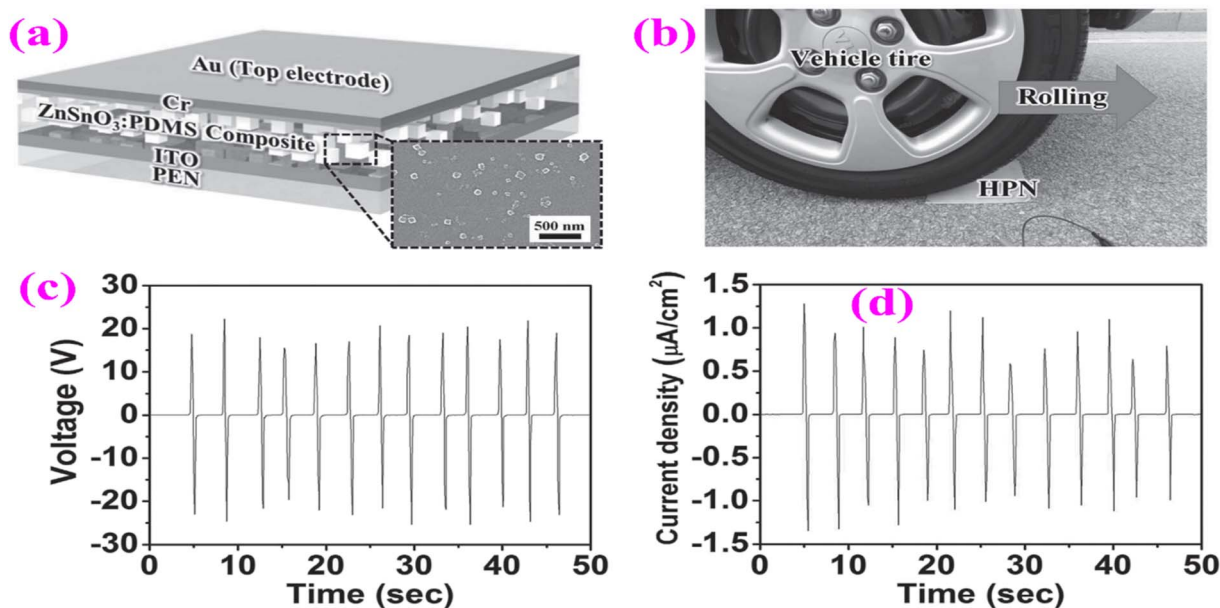 (a)
Au (Top electrode)
Cr
ZnSnO₃:PDMS Composite
ITO
PEN
500 nm
(b)
Vehicle tire
Rolling
HPN
(c)
Voltage (V)
30
20
10
0
-10
-20
-30
0 10 20 30 40 50
Time (sec)
(d)
Current density (μA/cm²)
1.5
1.0
0.5
0.0
-0.5
-1.0
-1.5
0 10 20 30 40 50
Time (sec)